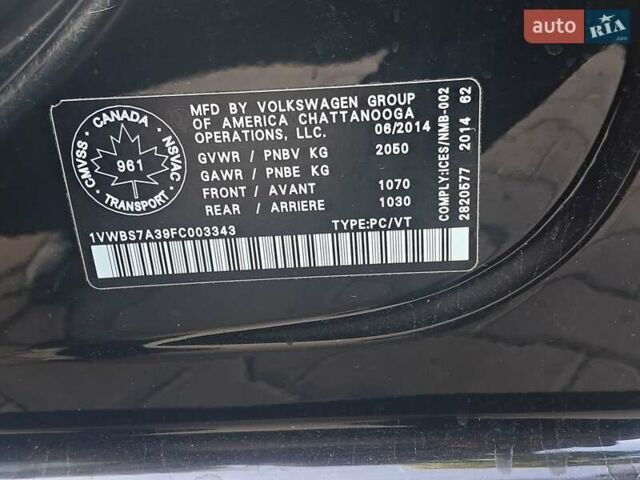 auto RIA
.com
MFD BY VOLKSWAGEN GROUP
OF AMERICA CHATTANOOGA
OPERATIONS, LLC. 06/2014
GVWR / PNBV KG 2050
GAWR / PNBE KG
FRONT / AVANT 1070
REAR / ARRIERE 1030
1VWBS7A39FC003343 TYPE:PC/VT
CANADA
CMVSS NSVAC
961
TRANSPORT
COMPLY:ICES/NMB-002
2820577 2014 62